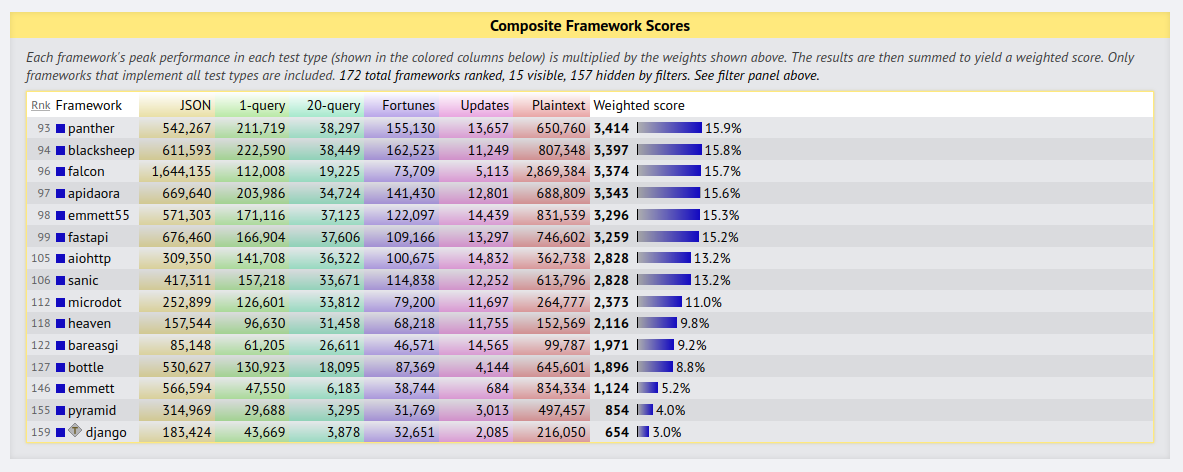 Composite Framework Scores
Each framework's peak performance in each test type (shown in the colored columns below) is multiplied by the weights shown above. The results are then summed to yield a weighted score. Only
frameworks that implement all test types are included. 172 total frameworks ranked, 15 visible, 157 hidden by filters. See filter panel above.
Rnk Framework JSON 1-query 20-query Fortunes Updates Plaintext Weighted score
93 panther 542,267 211,719 38,297 155,130 13,657 650,760 3,414 15.9%
94 blacksheep 611,593 222,590 38,449 162,523 11,249 807,348 3,397 15.8%
96 falcon 1,644,135 112,008 19,225 73,709 5,113 2,869,384 3,374 15.7%
97 apidaora 669,640 203,986 34,724 141,430 12,801 688,809 3,343 15.6%
98 emmett55 571,303 171,116 37,123 122,097 14,439 831,539 3,296 15.3%
99 fastapi 676,460 166,904 37,606 109,166 13,297 746,602 3,259 15.2%
105 aiohttp 309,350 141,708 36,322 100,675 14,832 362,738 2,828 13.2%
106 sanic 417,311 157,218 33,671 114,838 12,252 613,796 2,828 13.2%
112 microdot 252,899 126,601 33,812 79,200 11,697 264,777 2,373 11.0%
118 heaven 157,544 96,630 31,458 68,218 11,755 152,569 2,116 9.8%
122 bareasgi 85,148 61,205 26,611 46,571 14,565 99,787 1,971 9.2%
127 bottle 530,627 130,923 18,095 87,369 4,144 645,601 1,896 8.8%
146 emmett 566,594 47,550 6,183 38,744 684 834,334 1,124 5.2%
155 pyramid 314,969 29,688 3,295 31,769 3,013 497,457 854 4.0%
159 T django 183,424 43,669 3,878 32,651 2,085 216,050 654 3.0%